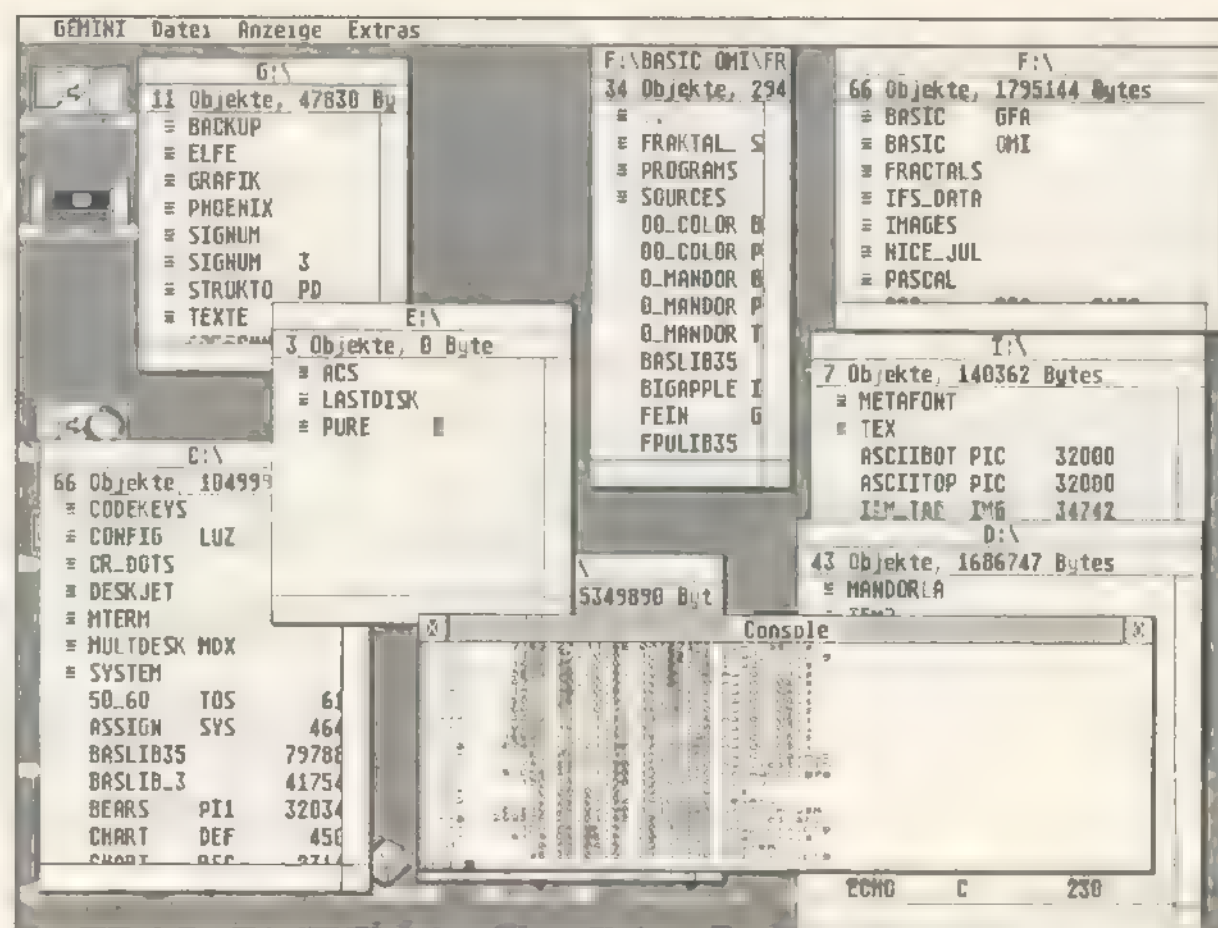 GEMINI Datei Anzeige Extras
G:\
11 Objekte, 47830 By
BACKUP
ELFE
GRAFIK
PHOENIX
SIGNUM
SIGNUM 3
STRUKTO PD
TEXTE
F:\BASIC OMI\FR
34 Objekte, 294
..
FRAKTAL_ S
PROGRAMS
SOURCES
00_COLOR B
00_COLOR P
0_MANDOR B
0_MANDOR P
0_MANDOR T
BASLIB35
BIGAPPLE I
FEIN G
FPULIB35
F:\
66 Objekte, 1795144 Bytes
BASIC GFA
BASIC OMI
FRACTALS
IFS_DATA
IMAGES
NICE_JUL
PASCAL
E:\
3 Objekte, 0 Byte
ACS
LASTDISK
PURE
I:\
7 Objekte, 140362 Bytes
METAFONT
TEX
ASCIIBOT PIC 32000
ASCIITOP PIC 32000
IMG 34742
C:\
66 Objekte, 104999
CODEKEYS
CONFIG LUZ
CR_DOTS
DESKJET
MTERM
MULTDESK MDX
SYSTEM
50_60 TOS 61
ASSIGN SYS 464
BASLIB35 79788
BASLIB_3 41754
BEARS PI1 32034
CHART DEF 450
\
5349890 Byt
D:\
43 Objekte, 1686747 Bytes
MANDORLA
Console
ECHO C 230